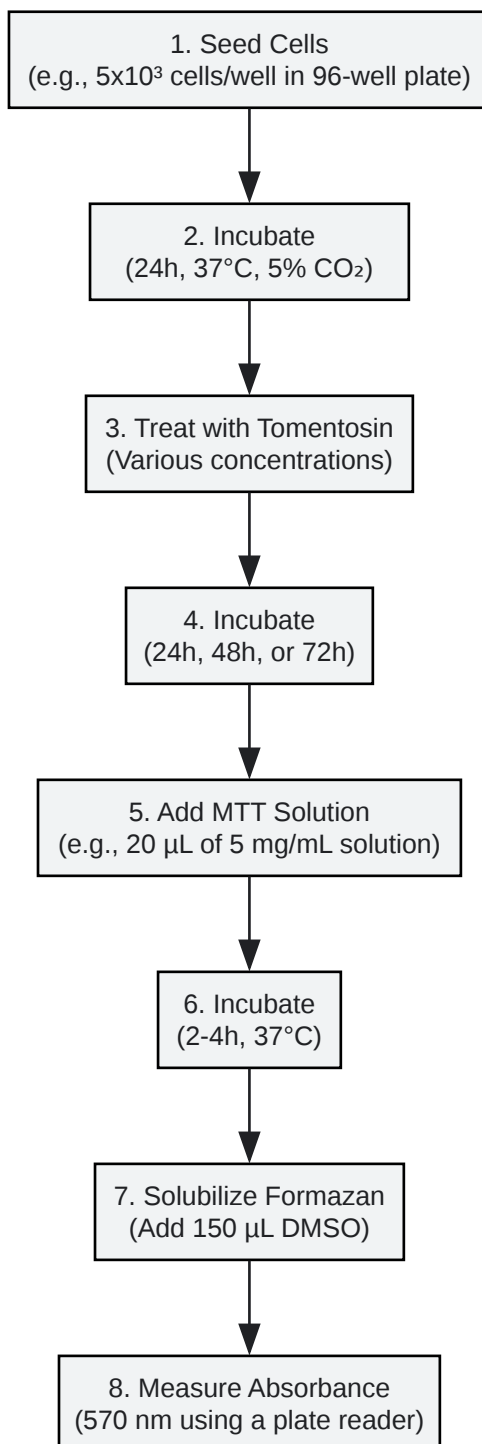 1. Seed Cells
(e.g., 5x10³ cells/well in 96-well plate)
2. Incubate
(24h, 37°C, 5% CO₂)
3. Treat with Tomentosin
(Various concentrations)
4. Incubate
(24h, 48h, or 72h)
5. Add MTT Solution
(e.g., 20 µL of 5 mg/mL solution)
6. Incubate
(2-4h, 37°C)
7. Solubilize Formazan
(Add 150 µL DMSO)
8. Measure Absorbance
(570 nm using a plate reader)